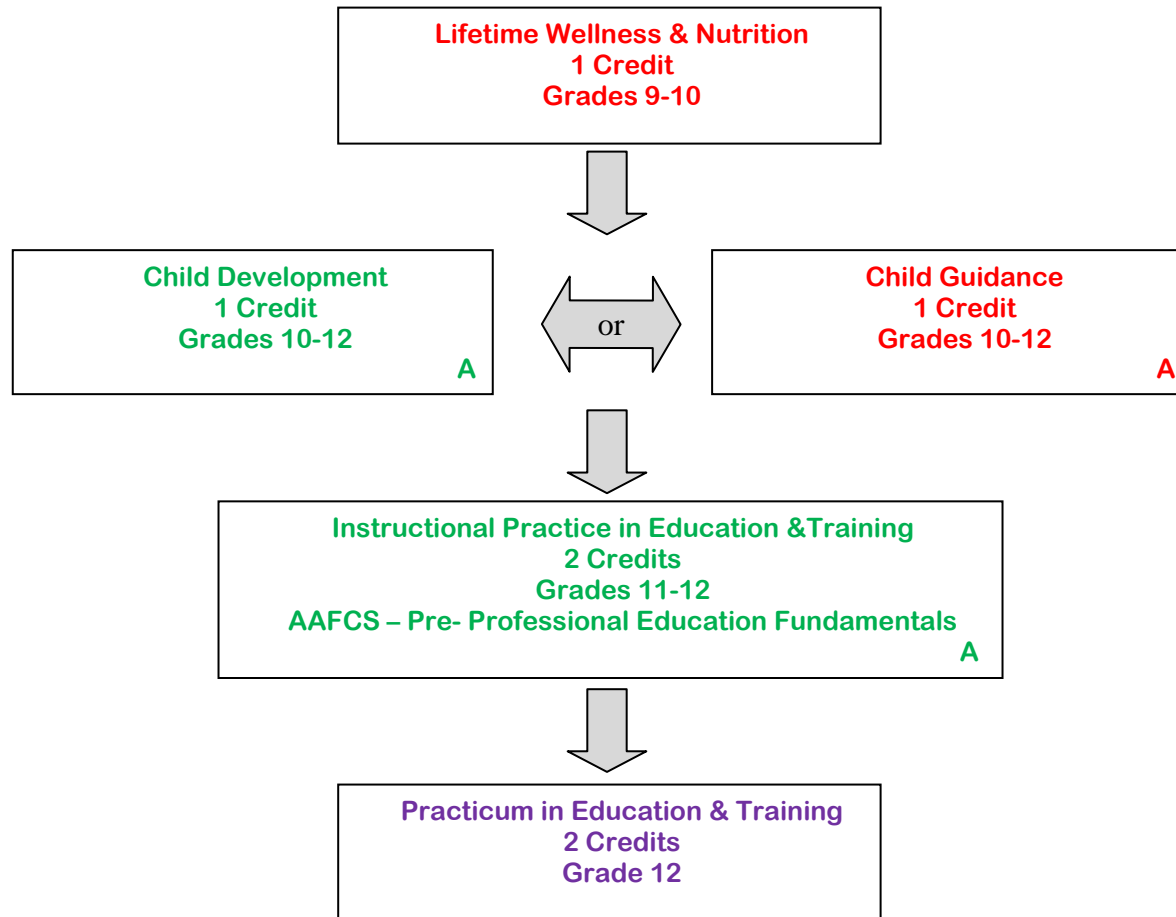 Lifetime Wellness & Nutrition
1 Credit
Grades 9-10
Child Development
1 Credit
Grades 10-12
A
or
Child Guidance
1 Credit
Grades 10-12
A
Instructional Practice in Education &Training
2 Credits
Grades 11-12
AAFCS – Pre- Professional Education Fundamentals
A
Practicum in Education & Training
2 Credits
Grade 12